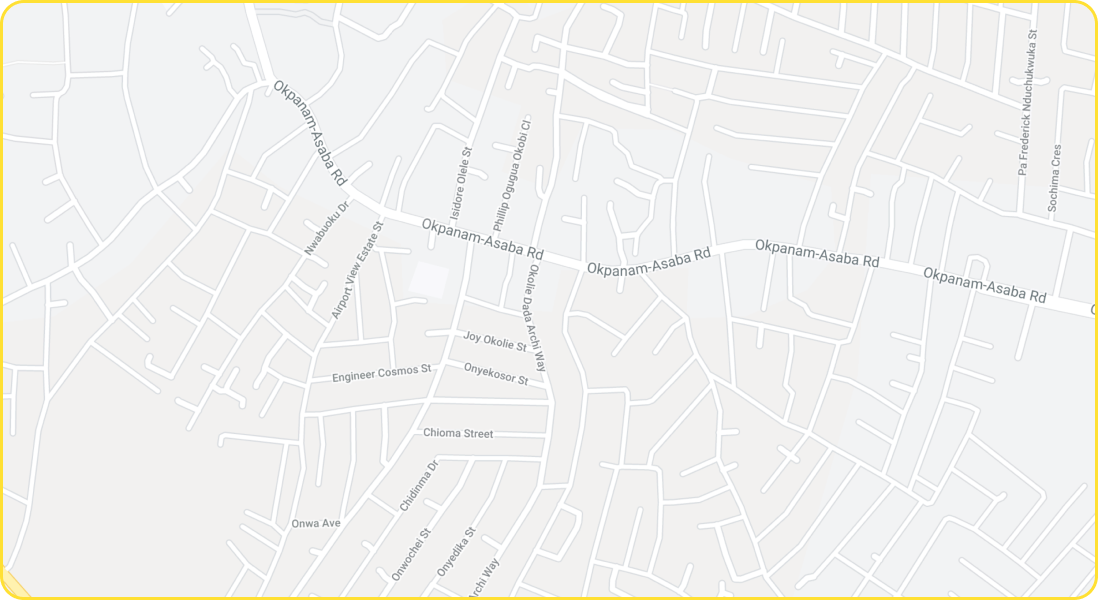 Okpanam-Asaba Rd
Pa Frederick Nduchukwuka St
Sochima Cres
Isidore Olele St
Phillip Ogugua Okobi Cl
Nwabuoku Dr
Airport View Estate St
Okpanam-Asaba Rd
Okpanam-Asaba Rd
Okpanam-Asaba Rd
Okpanam-Asaba Rd
Okolie Dada Archi Way
Joy Okolie St
Engineer Cosmos St
Onyekosor St
Chioma Street
Chidinma Dr
Onwa Ave
Onwochei St
Onyedika St
Archi Way